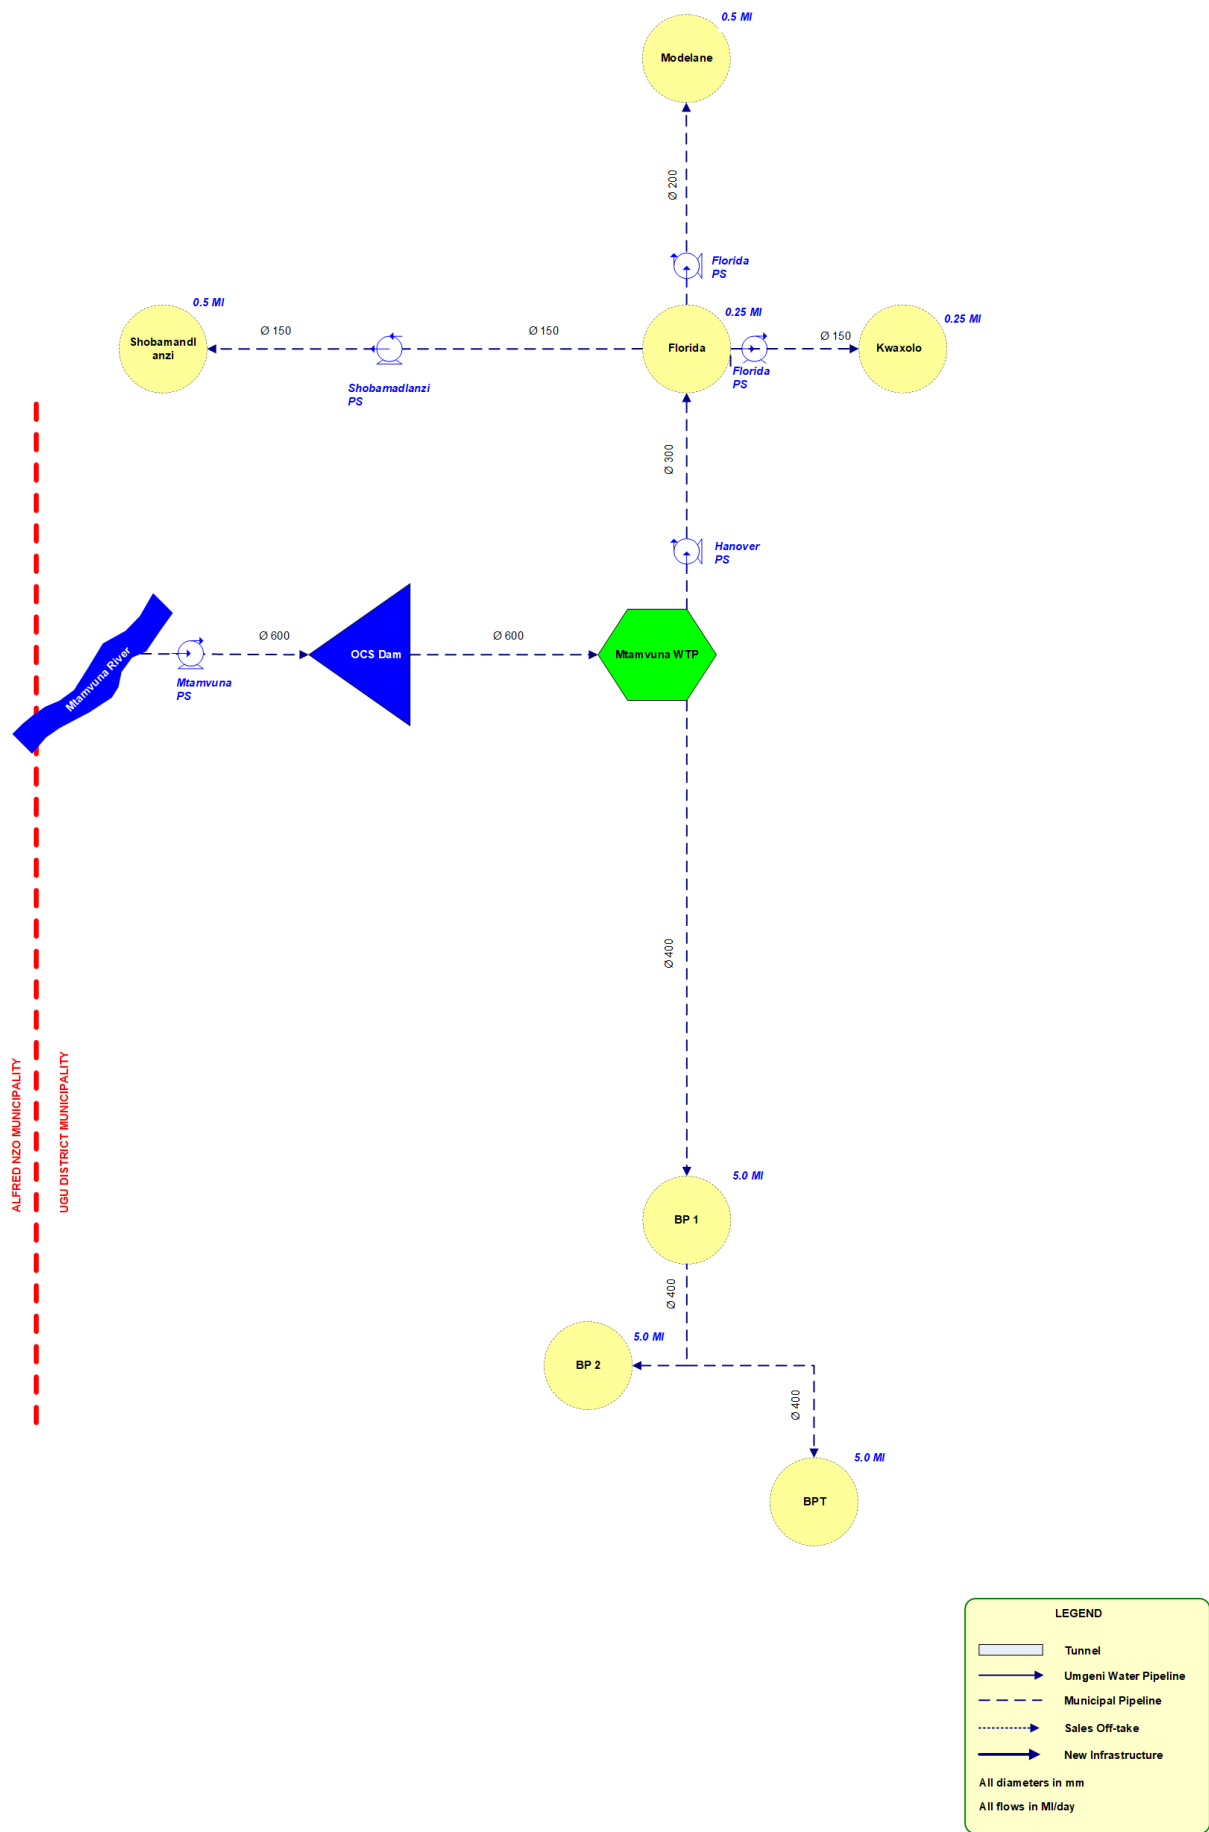 0.5 Ml
Modelane
Ø 200
Florida
PS
0.5 Ml
Shobamandl
anzi
Ø 150
Shobamadlanzi
PS
Ø 150
0.25 Ml
Florida
Florida
PS
Ø 150
0.25 Ml
Kwaxolo
Ø 300
Hanover
PS
Mtamvuna River
Mtamvuna
PS
Ø 600
OCS Dam
Ø 600
Mtamvuna WTP
Ø 400
ALFRED NZO MUNICIPALITY
UGU DISTRICT MUNICIPALITY
5.0 Ml
BP 1
Ø 400
5.0 Ml
BP 2
Ø 400
5.0 Ml
BPT
LEGEND
Tunnel
Umgeni Water Pipeline
Municipal Pipeline
Sales Off-take
New Infrastructure
All diameters in mm
All flows in Ml/day